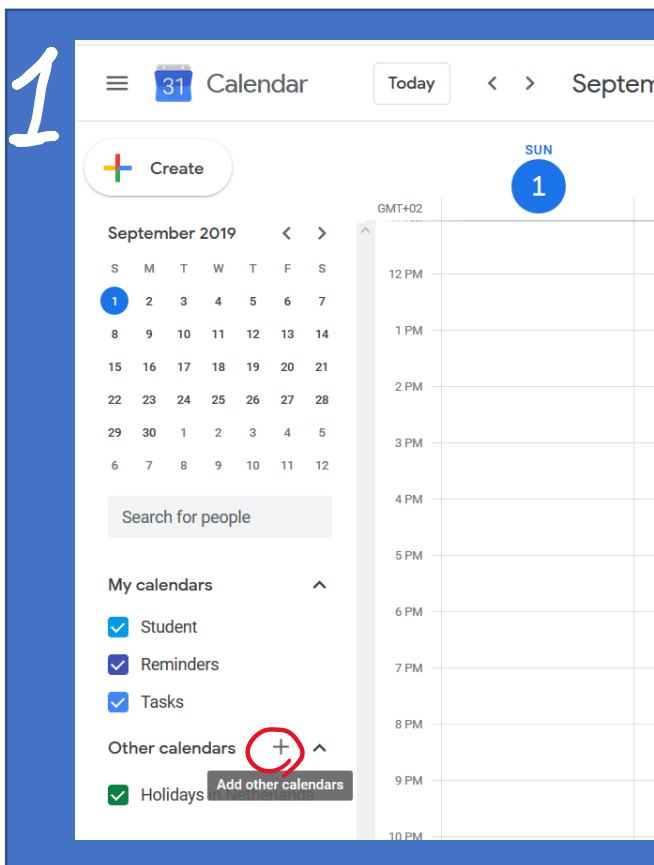 1
31 Calendar Today < > Septem
Create
SUN
1
GMT+02
September 2019 < >
S M T W T F S
1 2 3 4 5 6 7
8 9 10 11 12 13 14
15 16 17 18 19 20 21
22 23 24 25 26 27 28
29 30 1 2 3 4 5
6 7 8 9 10 11 12
Search for people
My calendars
Student
Reminders
Tasks
Other calendars +
Add other calendars
Holidays in Netherlands
12 PM
1 PM
2 PM
3 PM
4 PM
5 PM
6 PM
7 PM
8 PM
9 PM
10 PM